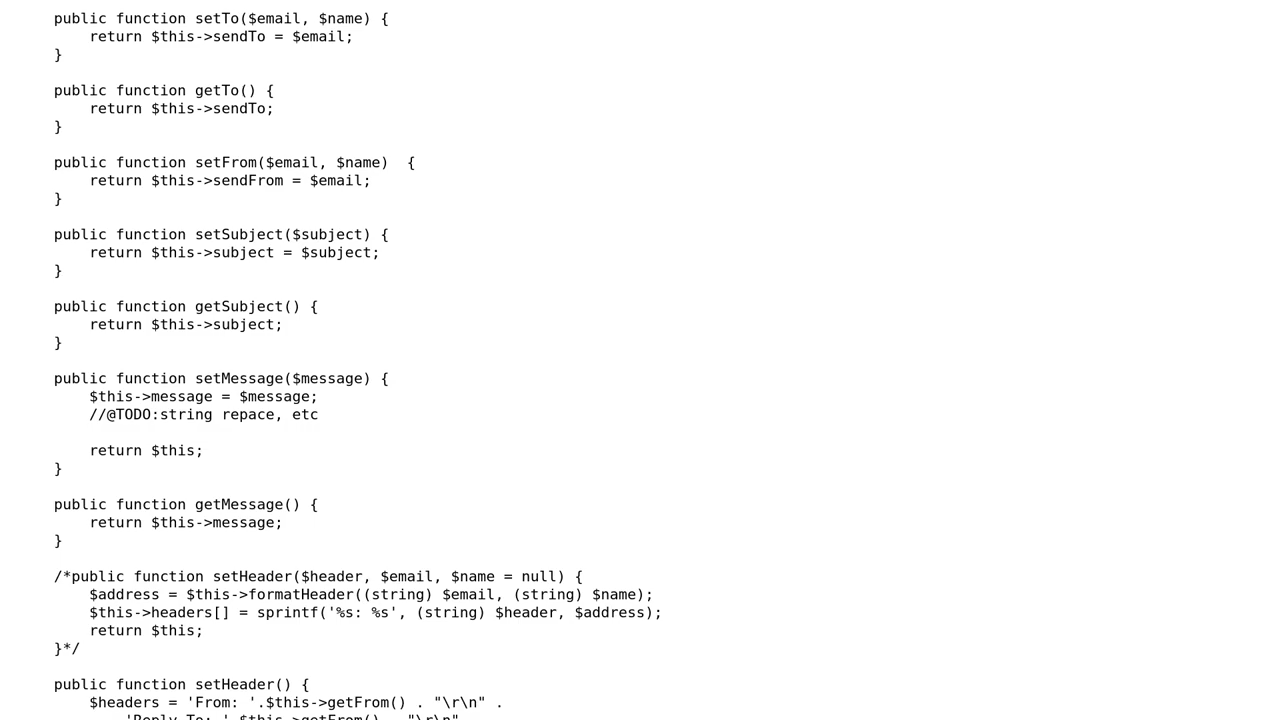 public function setTo($email, $name) {
    return $this->sendTo = $email;
}
public function getTo() {
    return $this->sendTo;
}
public function setFrom($email, $name)  {
    return $this->sendFrom = $email;
}
public function setSubject($subject) {
    return $this->subject = $subject;
}
public function getSubject() {
    return $this->subject;
}
public function setMessage($message) {
    $this->message = $message;
    //@TODO:string repace, etc
    return $this;
}
public function getMessage() {
    return $this->message;
}
/*public function setHeader($header, $email, $name = null) {
    $address = $this->formatHeader((string) $email, (string) $name);
    $this->headers[] = sprintf('%s: %s', (string) $header, $address);
    return $this;
}*/
public function setHeader() {
    $headers = 'From: '.$this->getFrom() . "\r\n" .
        'Reply-To: '.$this->getFrom() . "\r\n"